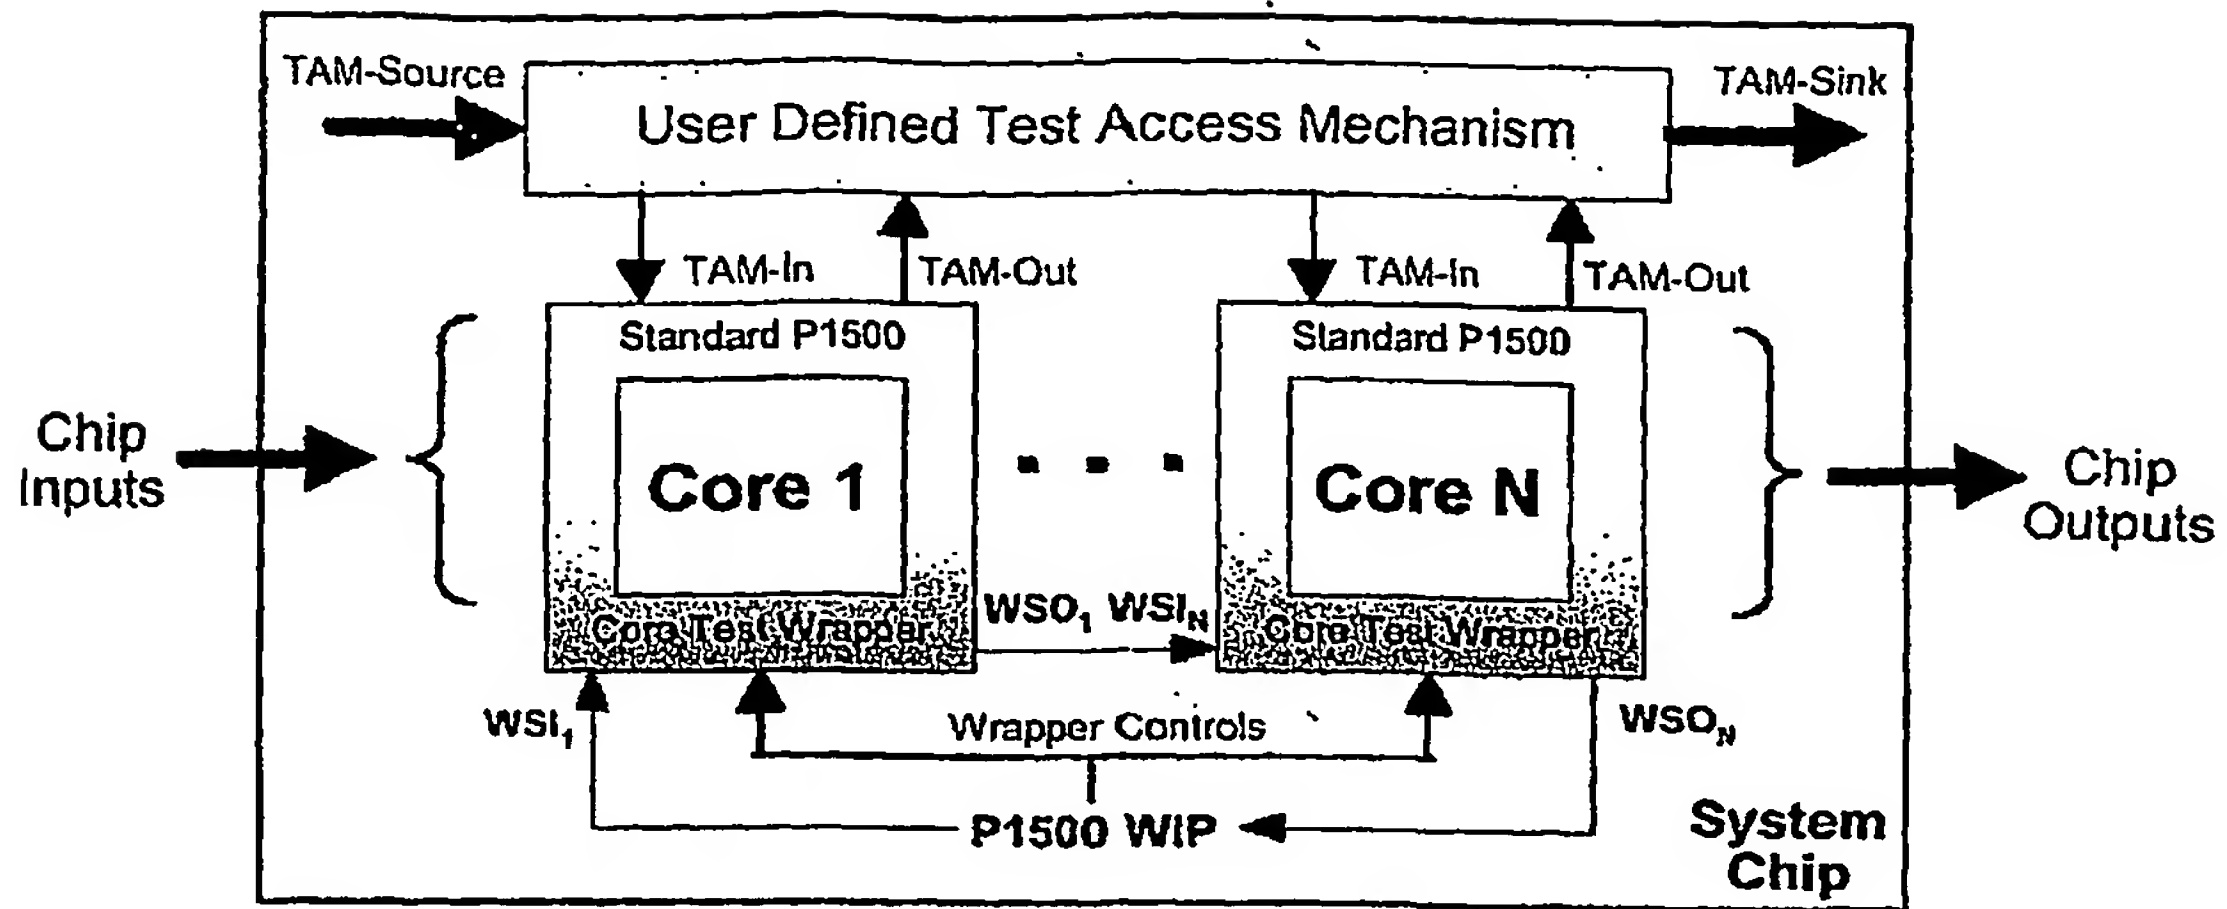 TAM-Source
User Defined Test Access Mechanism
TAM-Sink
TAM-In
TAM-Out
TAM-In
TAM-Out
Standard P1500
Standard P1500
Chip
Inputs
Core 1
Core N
Chip
Outputs
Core Test Wrapper
WSO1 WSIN
Core Test Wrapper
WSI1
Wrapper Controls
WSON
P1500 WIP
System
Chip